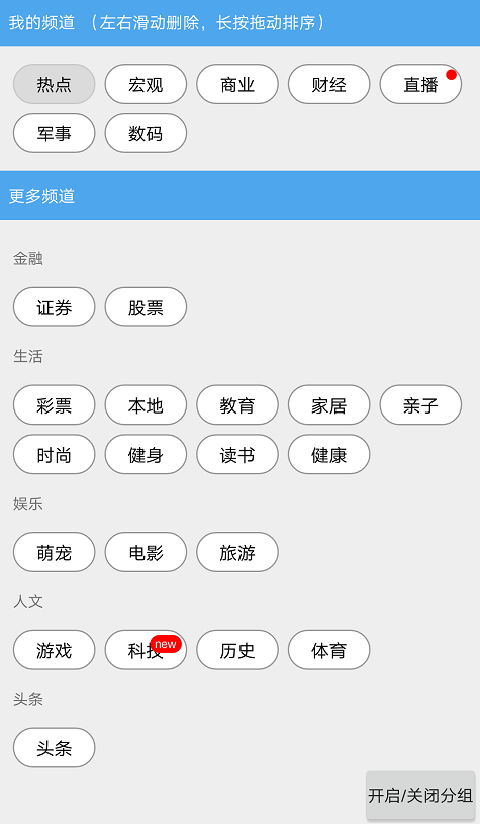 我的频道 （左右滑动删除，长按拖动排序）
热点 宏观 商业 财经 直播
军事 数码
更多频道
金融
证券 股票
生活
彩票 本地 教育 家居 亲子
时尚 健身 读书 健康
娱乐
萌宠 电影 旅游
人文
游戏 科技 new 历史 体育
头条
头条
开启/关闭分组